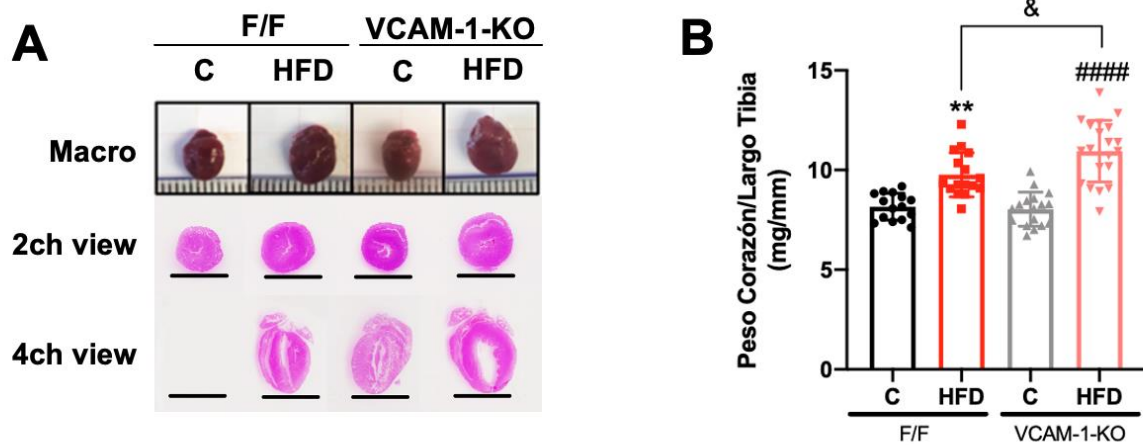 A
F/F VCAM-1-KO
C HFD C HFD
Macro
2ch view
4ch view
B
&
Peso Corazón/Largo Tibia
(mg/mm)
15
10
5
0
**
####
C HFD C HFD
F/F VCAM-1-KO